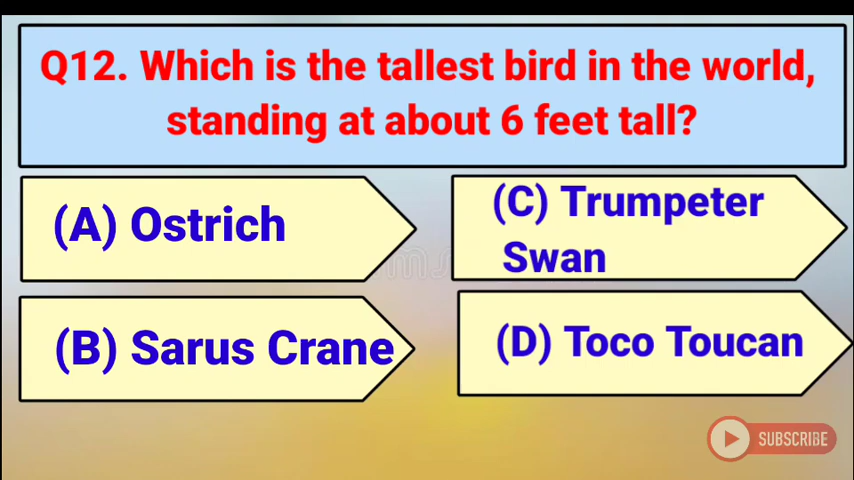 Q12. Which is the tallest bird in the world,
standing at about 6 feet tall?
(A) Ostrich
(C) Trumpeter
Swan
(B) Sarus Crane
(D) Toco Toucan
SUBSCRIBE